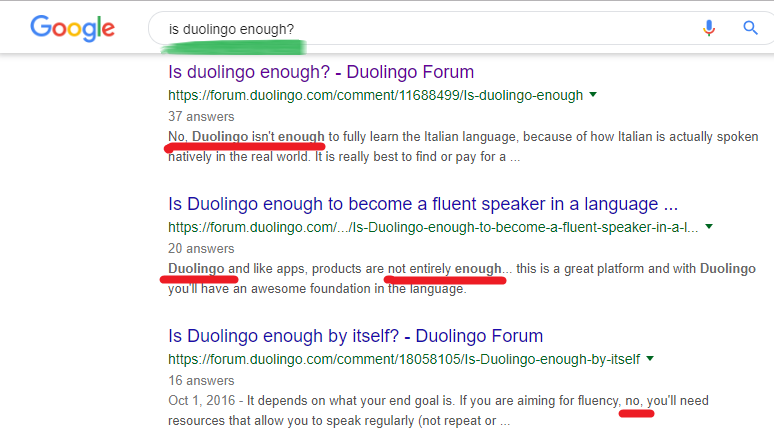 Google
is duolingo enough?
Is duolingo enough? - Duolingo Forum
https://forum.duolingo.com/comment/11688499/Is-duolingo-enough
37 answers
No, Duolingo isn't enough to fully learn the Italian language, because of how Italian is actually spoken
natively in the real world. It is really best to find or pay for a ...
Is Duolingo enough to become a fluent speaker in a language ...
https://forum.duolingo.com/.../Is-Duolingo-enough-to-become-a-fluent-speaker-in-a-l...
20 answers
Duolingo and like apps, products are not entirely enough... this is a great platform and with Duolingo
you'll have an awesome foundation in the language.
Is Duolingo enough by itself? - Duolingo Forum
https://forum.duolingo.com/comment/18058105/Is-Duolingo-enough-by-itself
16 answers
Oct 1, 2016 - It depends on what your end goal is. If you are aiming for fluency, no, you'll need
resources that allow you to speak regularly (not repeat or ...